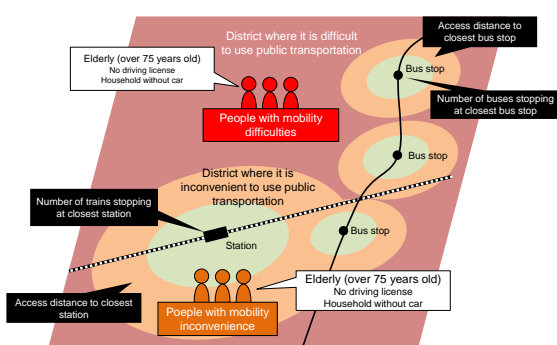 District where it is difficult
to use public transportation
Access distance to
closest bus stop
Elderly (over 75 years old)
No driving license
Household without car
Bus stop
Number of buses stopping
at closest bus stop
People with mobility
difficulties
Bus stop
District where it is
inconvenient to use public
transportation
Number of trains stopping
at closest station
Station
Bus stop
Elderly (over 75 years old)
No driving license
Household without car
Access distance to closest
station
Poeple with mobility
inconvenience